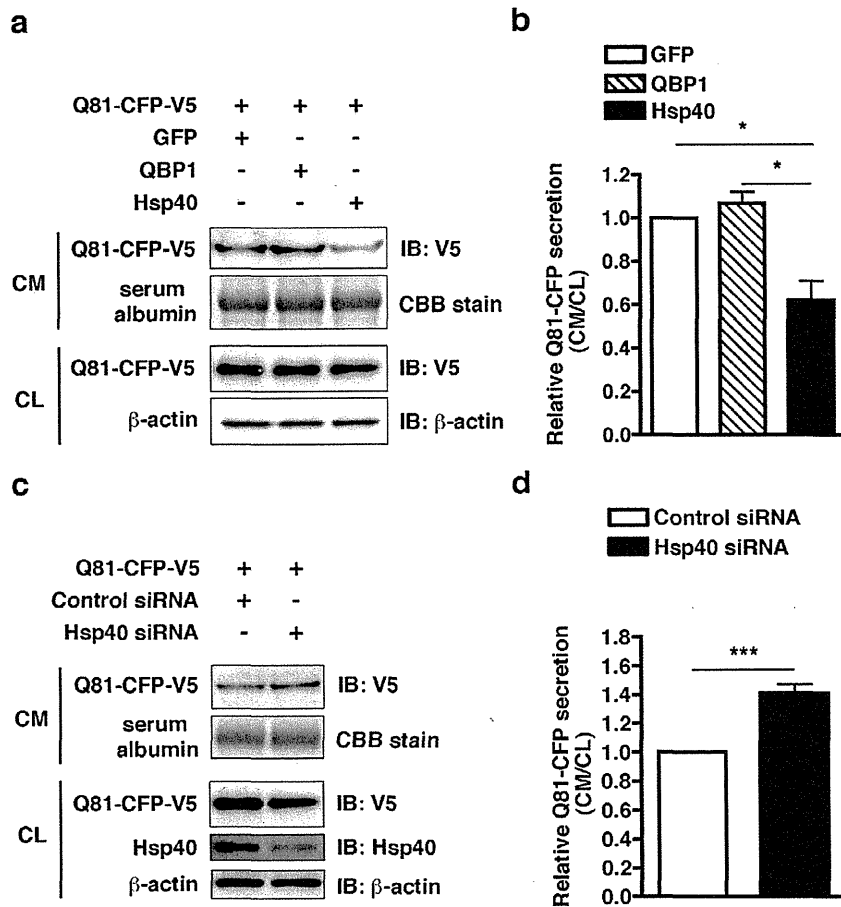 a
Q81-CFP-V5 + + +
GFP + - -
QBP1 - + -
Hsp40 - - +
CM
Q81-CFP-V5 IB: V5
serum
albumin CBB stain
CL
Q81-CFP-V5 IB: V5
β-actin IB: β-actin
b
GFP
QBP1
Hsp40
*
*
Relative Q81-CFP secretion
(CM/CL)
1.2
1.0
0.8
0.6
0.4
0.2
0.0
c
Q81-CFP-V5 + +
Control siRNA + -
Hsp40 siRNA - +
CM
Q81-CFP-V5 IB: V5
serum
albumin CBB stain
CL
Q81-CFP-V5 IB: V5
Hsp40 IB: Hsp40
β-actin IB: β-actin
d
Control siRNA
Hsp40 siRNA
***
Relative Q81-CFP secretion
(CM/CL)
1.8
1.6
1.4
1.2
1.0
0.8
0.6
0.4
0.2
0.0